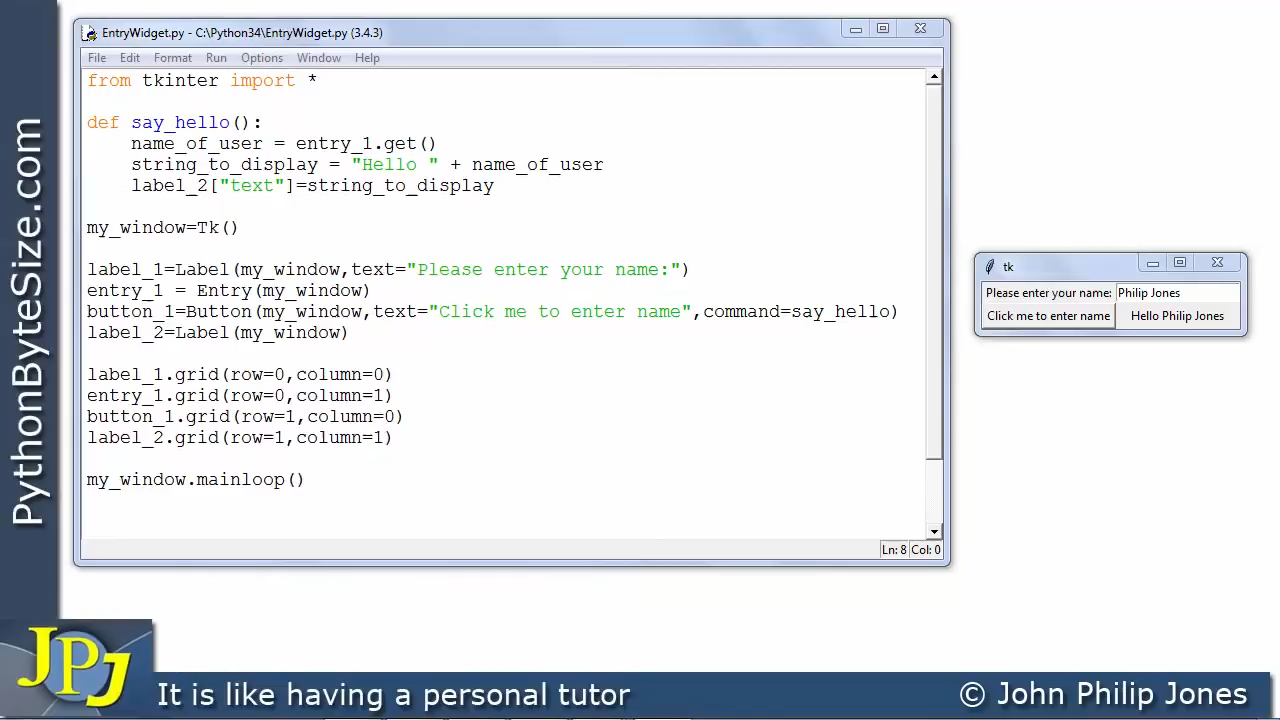 PythonByteSize.com
EntryWidget.py - C:\Python34\EntryWidget.py (3.4.3)
File Edit Format Run Options Window Help
from tkinter import *
def say_hello():
    name_of_user = entry_1.get()
    string_to_display = "Hello " + name_of_user
    label_2["text"]=string_to_display
my_window=Tk()
label_1=Label(my_window,text="Please enter your name:")
entry_1 = Entry(my_window)
button_1=Button(my_window,text="Click me to enter name",command=say_hello)
label_2=Label(my_window)
label_1.grid(row=0,column=0)
entry_1.grid(row=0,column=1)
button_1.grid(row=1,column=0)
label_2.grid(row=1,column=1)
my_window.mainloop()
Ln: 8 Col: 0
tk
Please enter your name: Philip Jones
Click me to enter name Hello Philip Jones
JPJ
It is like having a personal tutor
© John Philip Jones